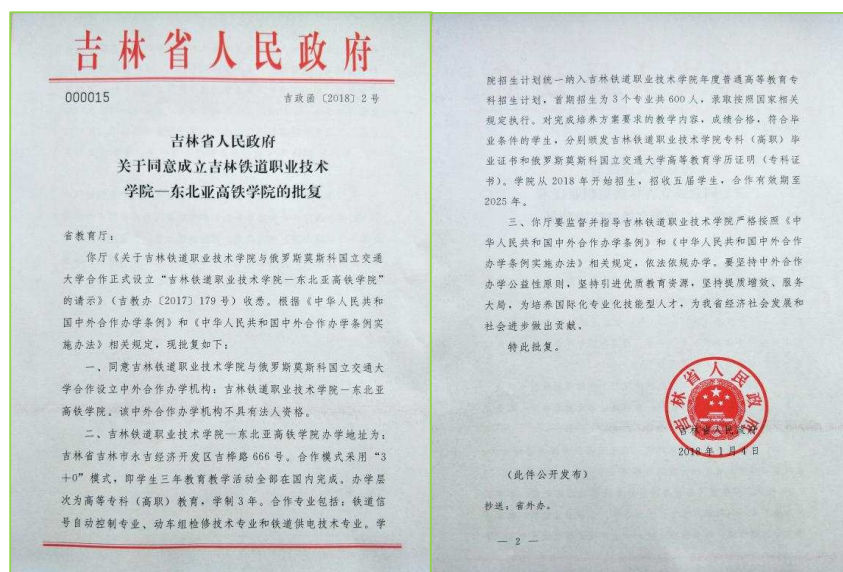 吉林省人民政府
000015
吉政函〔2018〕2号
吉林省人民政府
关于同意成立吉林铁道职业技术
学院—东北亚高铁学院的批复
省教育厅：
你厅《关于吉林铁道职业技术学院与俄罗斯莫斯科国立交通
大学合作正式设立“吉林铁道职业技术学院—东北亚高铁学院”
的请示》（吉教办〔2017〕179号）收悉。根据《中华人民共和
国中外合作办学条例》和《中华人民共和国中外合作办学条例实
施办法》相关规定，现批复如下：
一、同意吉林铁道职业技术学院与俄罗斯莫斯科国立交通大
学合作设立中外合作办学机构：吉林铁道职业技术学院—东北亚
高铁学院。该中外合作办学机构不具有法人资格。
二、吉林铁道职业技术学院—东北亚高铁学院办学地址为：
吉林省吉林市永吉经济开发区吉桦路666号。合作模式采用“3
+0”模式，即学生三年教育教学活动全部在国内完成。办学层
次为高等专科（高职）教育，学制3年。合作专业包括：铁道信
号自动控制专业、动车组检修技术专业和铁道供电技术专业。学
院招生计划统一纳入吉林铁道职业技术学院年度普通高等教育专
科招生计划，首期招生为3个专业共600人，录取按照国家相关
规定执行。对完成培养方案要求的教学内容，成绩合格，符合毕
业条件的学生，分别颁发吉林铁道职业技术学院专科（高职）毕
业证书和俄罗斯莫斯科国立交通大学高等教育学历证明（专科证
书）。学院从2018年开始招生，招收五届学生，合作有效期至
2025年。
三、你厅要监督并指导吉林铁道职业技术学院严格按照《中
华人民共和国中外合作办学条例》和《中华人民共和国中外合作
办学条例实施办法》相关规定，依法依规办学。要坚持中外合作
办学公益性原则，坚持引进优质教育资源，坚持提质增效、服务
大局，为培养国际化专业化技能型人才，为我省经济社会发展和
社会进步做出贡献。
特此批复。
吉林省人民政府
吉林省人民政府
2018年1月4日
（此件公开发布）
抄送：省外办。
— 2 —